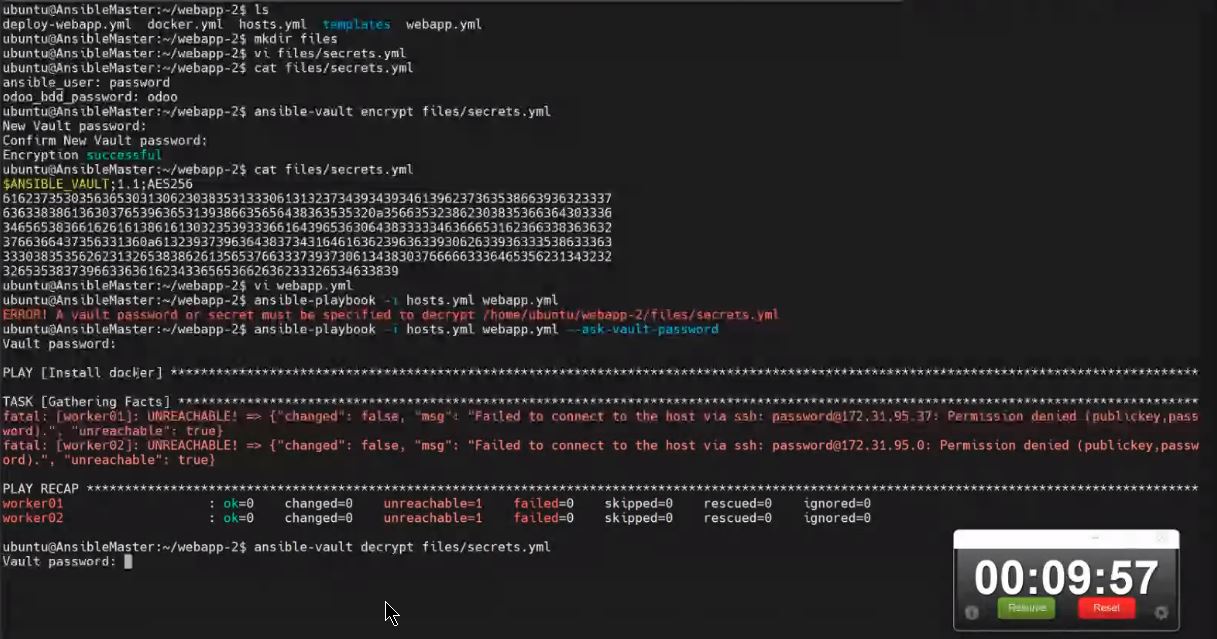 ubuntu@AnsibleMaster:~/webapp-2$ ls
deploy-webapp.yml  docker.yml  hosts.yml  templates  webapp.yml
ubuntu@AnsibleMaster:~/webapp-2$ mkdir files
ubuntu@AnsibleMaster:~/webapp-2$ vi files/secrets.yml
ubuntu@AnsibleMaster:~/webapp-2$ cat files/secrets.yml
ansible_user: password
odoo_bdd_password: odoo
ubuntu@AnsibleMaster:~/webapp-2$ ansible-vault encrypt files/secrets.yml
New Vault password:
Confirm New Vault password:
Encryption successful
ubuntu@AnsibleMaster:~/webapp-2$ cat files/secrets.yml
$ANSIBLE_VAULT;1.1;AES256
ubuntu@AnsibleMaster:~/webapp-2$ vi webapp.yml
ubuntu@AnsibleMaster:~/webapp-2$ ansible-playbook -i hosts.yml webapp.yml
ERROR! A vault password or secret must be specified to decrypt /home/ubuntu/webapp-2/files/secrets.yml
ubuntu@AnsibleMaster:~/webapp-2$ ansible-playbook -i hosts.yml webapp.yml --ask-vault-password
Vault password:
PLAY [Install docker] ****************************************************************************************************************************************
TASK [Gathering Facts] ***************************************************************************************************************************************
fatal: [worker01]: UNREACHABLE! => {"changed": false, "msg": "Failed to connect to the host via ssh: password@172.31.95.37: Permission denied (publickey,pass
word).", "unreachable": true}
fatal: [worker02]: UNREACHABLE! => {"changed": false, "msg": "Failed to connect to the host via ssh: password@172.31.95.0: Permission denied (publickey,passw
ord).", "unreachable": true}
PLAY RECAP ***************************************************************************************************************************************************
worker01                   : ok=0    changed=0    unreachable=1    failed=0    skipped=0    rescued=0    ignored=0
worker02                   : ok=0    changed=0    unreachable=1    failed=0    skipped=0    rescued=0    ignored=0
ubuntu@AnsibleMaster:~/webapp-2$ ansible-vault decrypt files/secrets.yml
Vault password:
00:09:57
Resume Reset